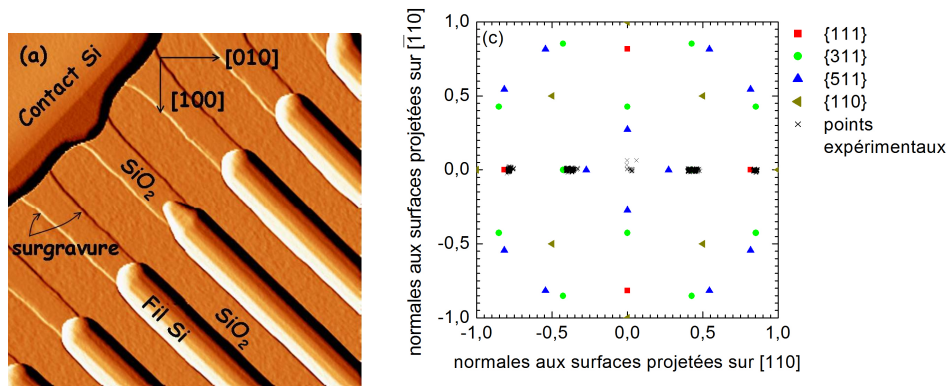 (a)
Contact Si
[010]
[100]
SiO₂
surgravure
Fil Si
SiO₂
(c)
normales aux surfaces projetées sur [1̄10]
1,0
0,5
0,0
-0,5
-1,0
-1,0 -0,5 0,0 0,5 1,0
normales aux surfaces projetées sur [110]
{111}
{311}
{511}
{110}
points
expérimentaux